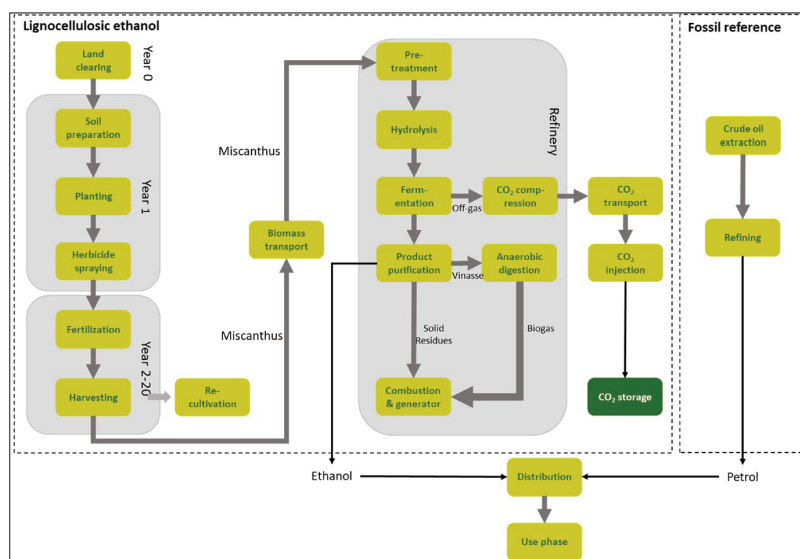 Lignocellulosic ethanol
Fossil reference
Land
clearing
Year 0
Soil
preparation
Planting
Herbicide
spraying
Year 1
Fertilization
Harvesting
Year 2-20
Re-
cultivation
Miscanthus
Biomass
transport
Miscanthus
Pre-
treatment
Hydrolysis
Refinery
Ferm-
entation
Off-gas
CO2 comp-
ression
CO2
transport
Product
purification
Vinasse
Anaerobic
digestion
CO2
injection
Solid
Residues
Biogas
Combustion
& generator
CO2 storage
Crude oil
extraction
Refining
Ethanol
Distribution
Petrol
Use phase